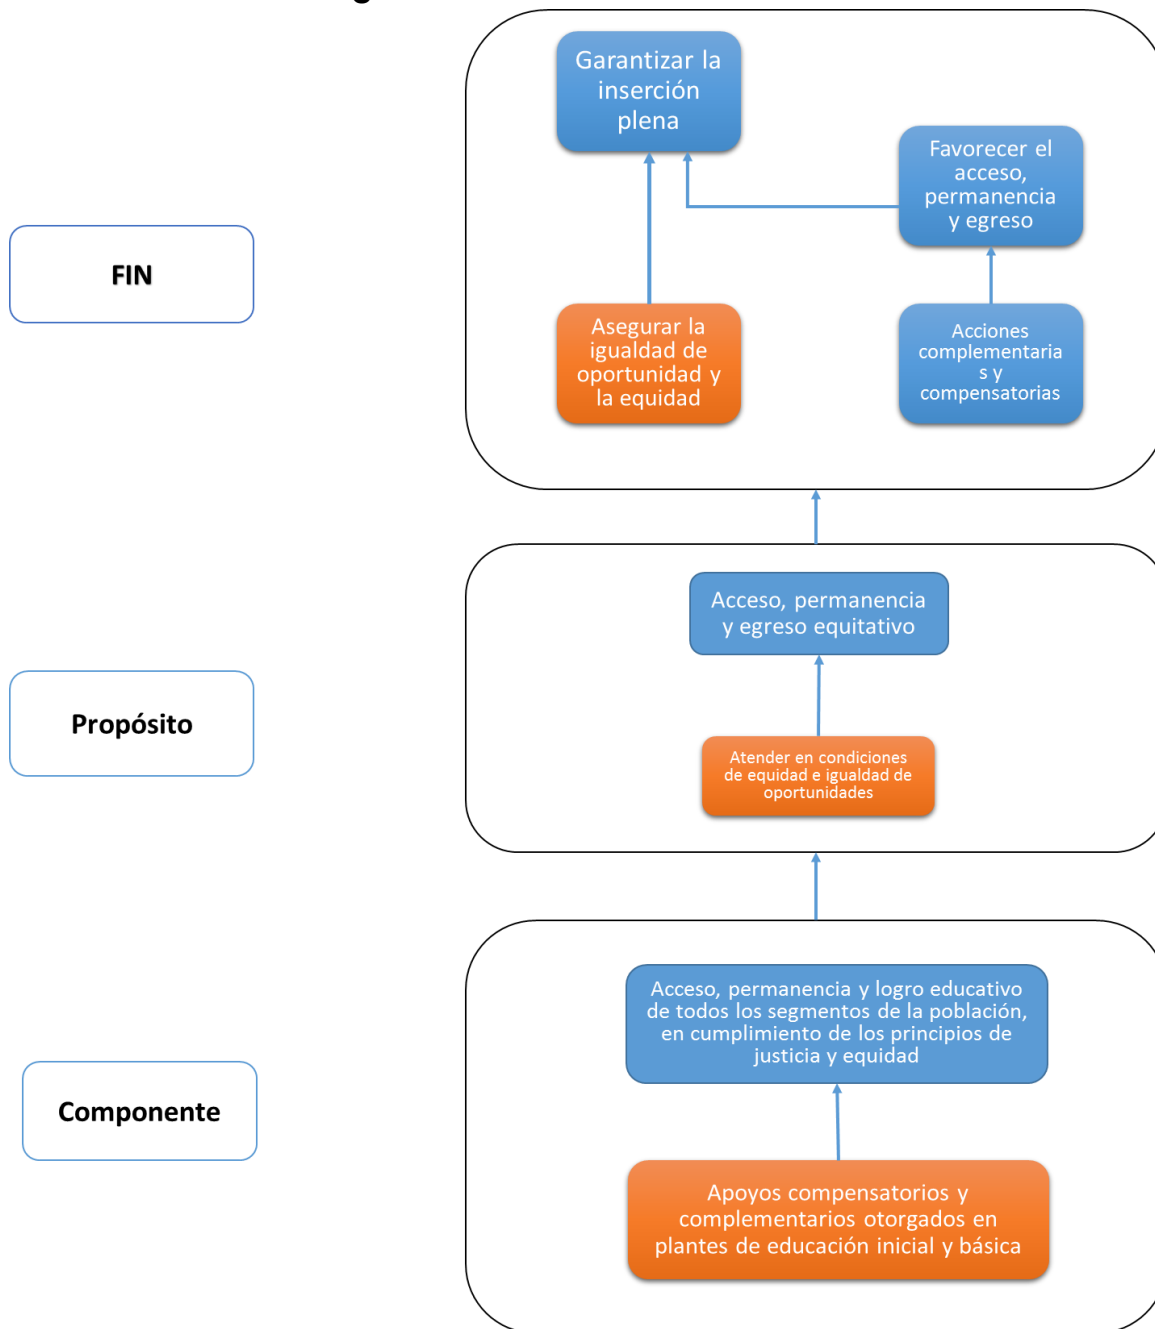 g
Garantizar la
inserción
plena
Favorecer el
acceso,
permanencia
y egreso
FIN
Asegurar la
igualdad de
oportunidad y
la equidad
Acciones
complementaria
s y
compensatorias
Acceso, permanencia
y egreso equitativo
Propósito
Atender en condiciones
de equidad e igualdad de
oportunidades
Acceso, permanencia y logro educativo
de todos los segmentos de la población,
en cumplimiento de los principios de
justicia y equidad
Componente
Apoyos compensatorios y
complementarios otorgados en
plantes de educación inicial y básica